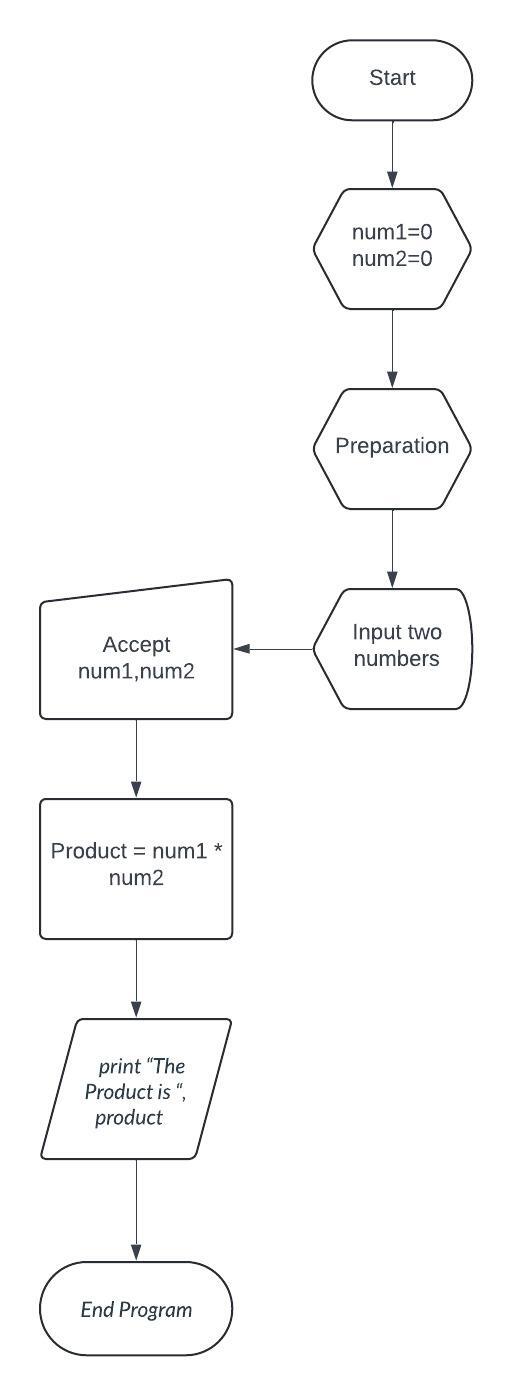 Start
num1=0
num2=0
Preparation
Input two
numbers
Accept
num1,num2
Product = num1 *
num2
print “The
Product is “,
product
End Program